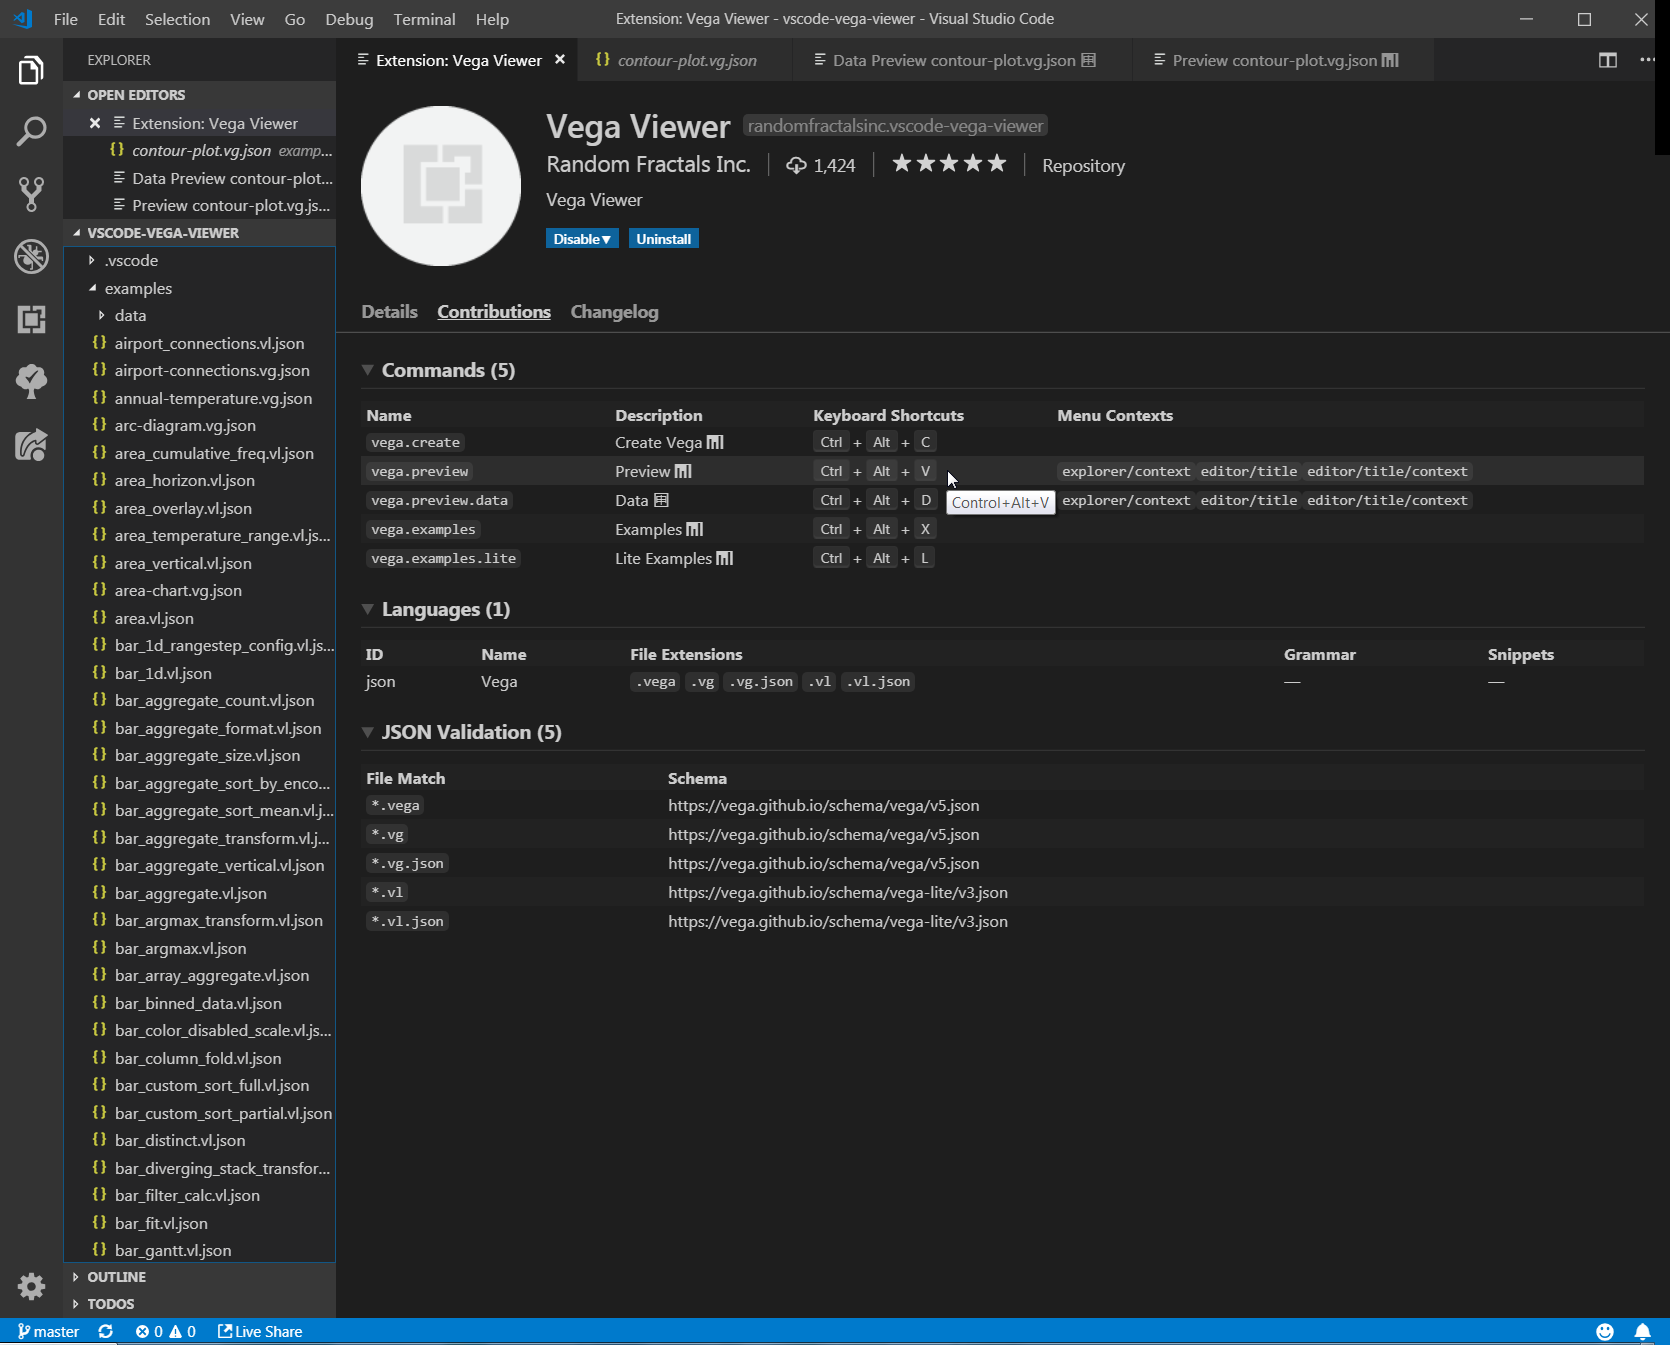 File Edit Selection View Go Debug Terminal Help
Extension: Vega Viewer - vscode-vega-viewer - Visual Studio Code
EXPLORER
OPEN EDITORS
Extension: Vega Viewer
contour-plot.vg.json examp...
Data Preview contour-plot...
Preview contour-plot.vg.js...
VSCODE-VEGA-VIEWER
.vscode
examples
data
airport_connections.vl.json
airport-connections.vg.json
annual-temperature.vg.json
arc-diagram.vg.json
area_cumulative_freq.vl.json
area_horizon.vl.json
area_overlay.vl.json
area_temperature_range.vl.js...
area_vertical.vl.json
area-chart.vg.json
area.vl.json
bar_1d_rangestep_config.vl.js...
bar_1d.vl.json
bar_aggregate_count.vl.json
bar_aggregate_format.vl.json
bar_aggregate_size.vl.json
bar_aggregate_sort_by_enco...
bar_aggregate_sort_mean.vl.j...
bar_aggregate_transform.vl.j...
bar_aggregate_vertical.vl.json
bar_aggregate.vl.json
bar_argmax_transform.vl.json
bar_argmax.vl.json
bar_array_aggregate.vl.json
bar_binned_data.vl.json
bar_color_disabled_scale.vl.js...
bar_column_fold.vl.json
bar_custom_sort_full.vl.json
bar_custom_sort_partial.vl.json
bar_distinct.vl.json
bar_diverging_stack_transfor...
bar_filter_calc.vl.json
bar_fit.vl.json
bar_gantt.vl.json
OUTLINE
TODOS
Extension: Vega Viewer
contour-plot.vg.json
Data Preview contour-plot.vg.json
Preview contour-plot.vg.json
Vega Viewer randomfractalsinc.vscode-vega-viewer
Random Fractals Inc. 1,424 ★★★★★ Repository
Vega Viewer
Disable▼ Uninstall
Details Contributions Changelog
Commands (5)
Name Description Keyboard Shortcuts Menu Contexts
vega.create Create Vega Ctrl + Alt + C
vega.preview Preview Ctrl + Alt + V explorer/context editor/title editor/title/context
vega.preview.data Data Ctrl + Alt + D explorer/context editor/title editor/title/context
Control+Alt+V
vega.examples Examples Ctrl + Alt + X
vega.examples.lite Lite Examples Ctrl + Alt + L
Languages (1)
ID Name File Extensions Grammar Snippets
json Vega .vega .vg .vg.json .vl .vl.json — —
JSON Validation (5)
File Match Schema
*.vega https://vega.github.io/schema/vega/v5.json
*.vg https://vega.github.io/schema/vega/v5.json
*.vg.json https://vega.github.io/schema/vega/v5.json
*.vl https://vega.github.io/schema/vega-lite/v3.json
*.vl.json https://vega.github.io/schema/vega-lite/v3.json
master 0 0 Live Share